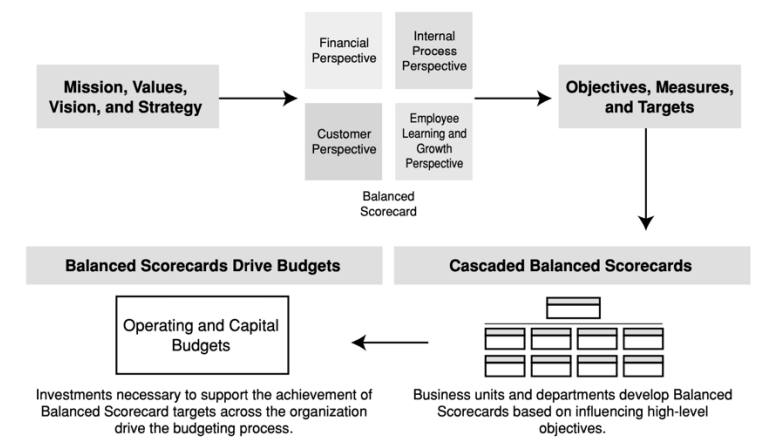 Mission, Values,
Vision, and Strategy
Financial
Perspective
Internal
Process
Perspective
Customer
Perspective
Employee
Learning and
Growth
Perspective
Balanced
Scorecard
Objectives, Measures,
and Targets
Balanced Scorecards Drive Budgets
Operating and Capital
Budgets
Investments necessary to support the achievement of
Balanced Scorecard targets across the organization
drive the budgeting process.
Cascaded Balanced Scorecards
Business units and departments develop Balanced
Scorecards based on influencing high-level
objectives.